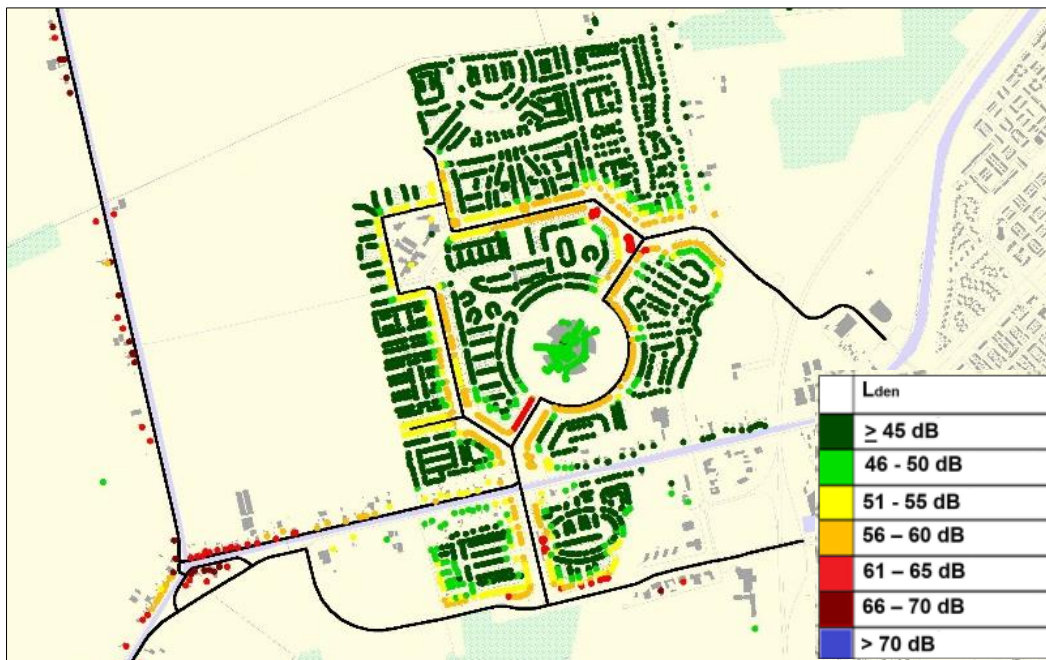 Lden
≥ 45 dB
46 - 50 dB
51 - 55 dB
56 – 60 dB
61 – 65 dB
66 – 70 dB
> 70 dB